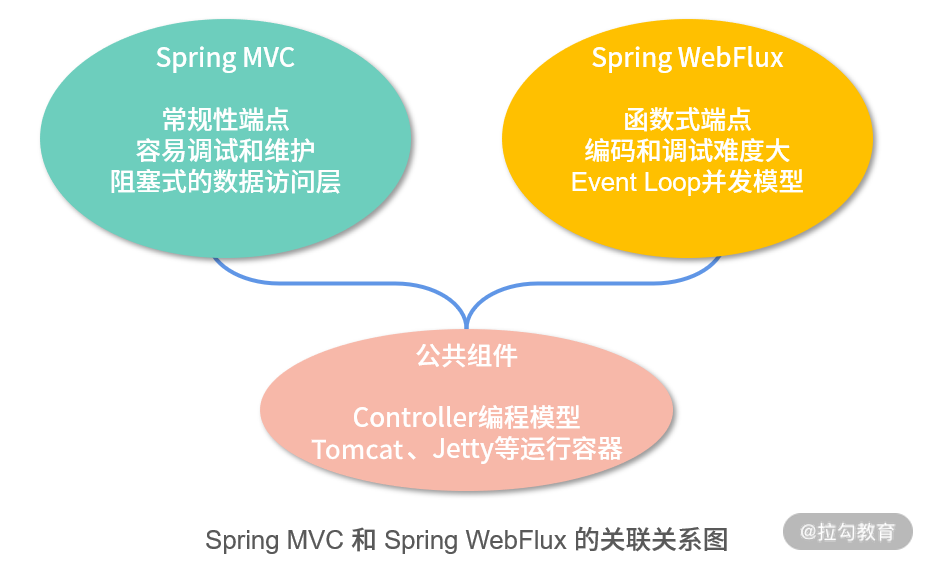 Spring MVC
常规性端点
容易调试和维护
阻塞式的数据访问层
Spring WebFlux
函数式端点
编码和调试难度大
Event Loop并发模型
公共组件
Controller编程模型
Tomcat、Jetty等运行容器
Spring MVC 和 Spring WebFlux 的关联关系图
@拉勾教育